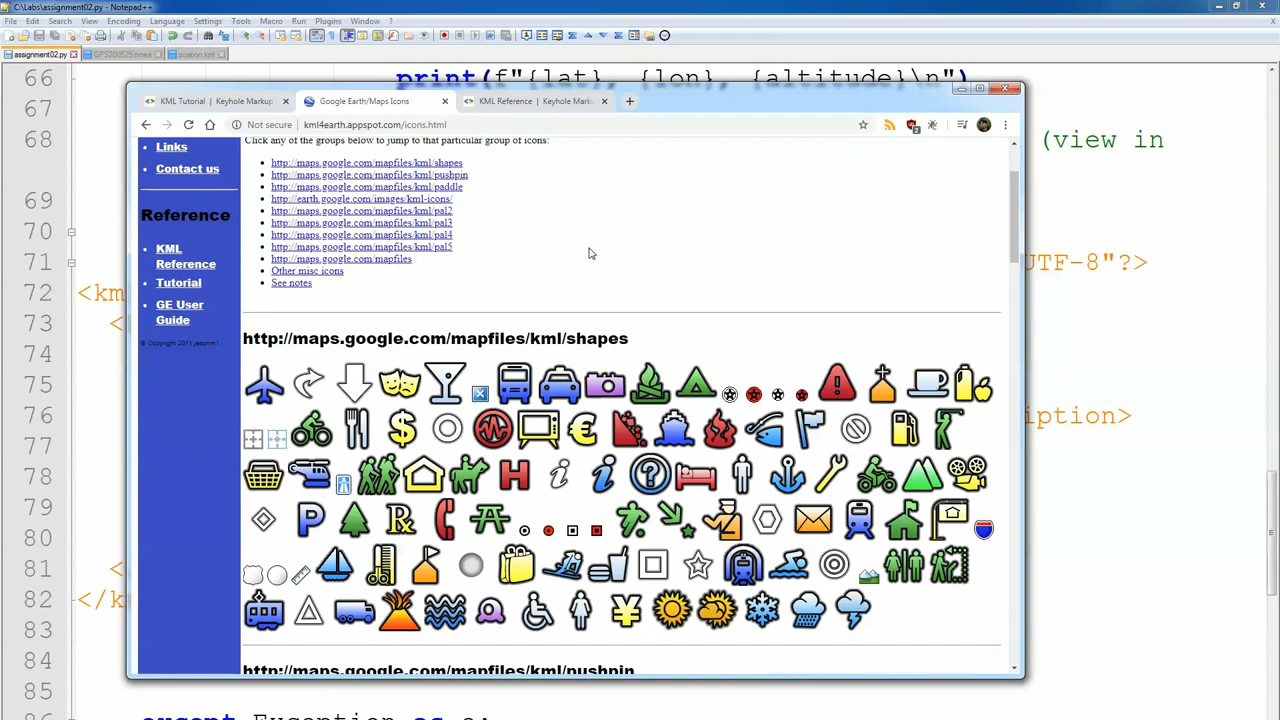 C:\Labs\assignment02.py - Notepad++
File Edit Search View Encoding Language Settings Tools Macro Run Plugins Window ?
assignment02.py GPS200525.nmea position.kml
66 print(f"{lat}, {lon}, {altitude}\n")
67
68 (view in
69
70
71 UTF-8"?>
72 <km
73 <
74
75
76 iption>
77
78
79
80
81 </
82 </k
83
84
85
86 except Exception as e:
KML Tutorial | Keyhole Markup
Google Earth/Maps Icons
KML Reference | Keyhole Mark
Not secure | kml4earth.appspot.com/icons.html
Links
Contact us
Reference
KML Reference
Tutorial
GE User Guide
Click any of the groups below to jump to that particular group of icons:
http://maps.google.com/mapfiles/kml/shapes
http://maps.google.com/mapfiles/kml/pushpin
http://maps.google.com/mapfiles/kml/paddle
http://earth.google.com/images/kml-icons/
http://maps.google.com/mapfiles/kml/pal2
http://maps.google.com/mapfiles/kml/pal3
http://maps.google.com/mapfiles/kml/pal4
http://maps.google.com/mapfiles/kml/pal5
http://maps.google.com/mapfiles
Other misc icons
See notes
http://maps.google.com/mapfiles/kml/shapes
http://maps.google.com/mapfiles/kml/pushpin